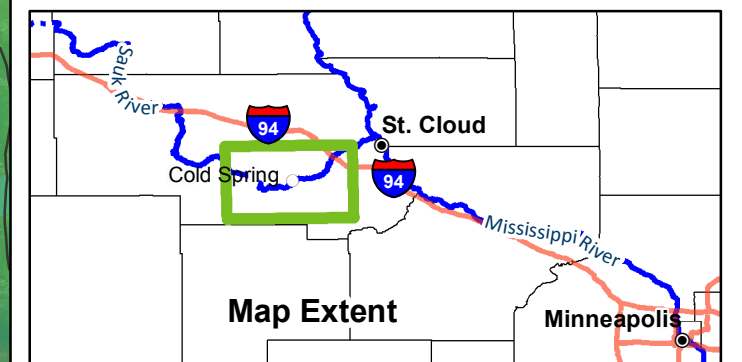 Sauk River
94
St. Cloud
Cold Spring
94
Mississippi River
Map Extent
Minneapolis